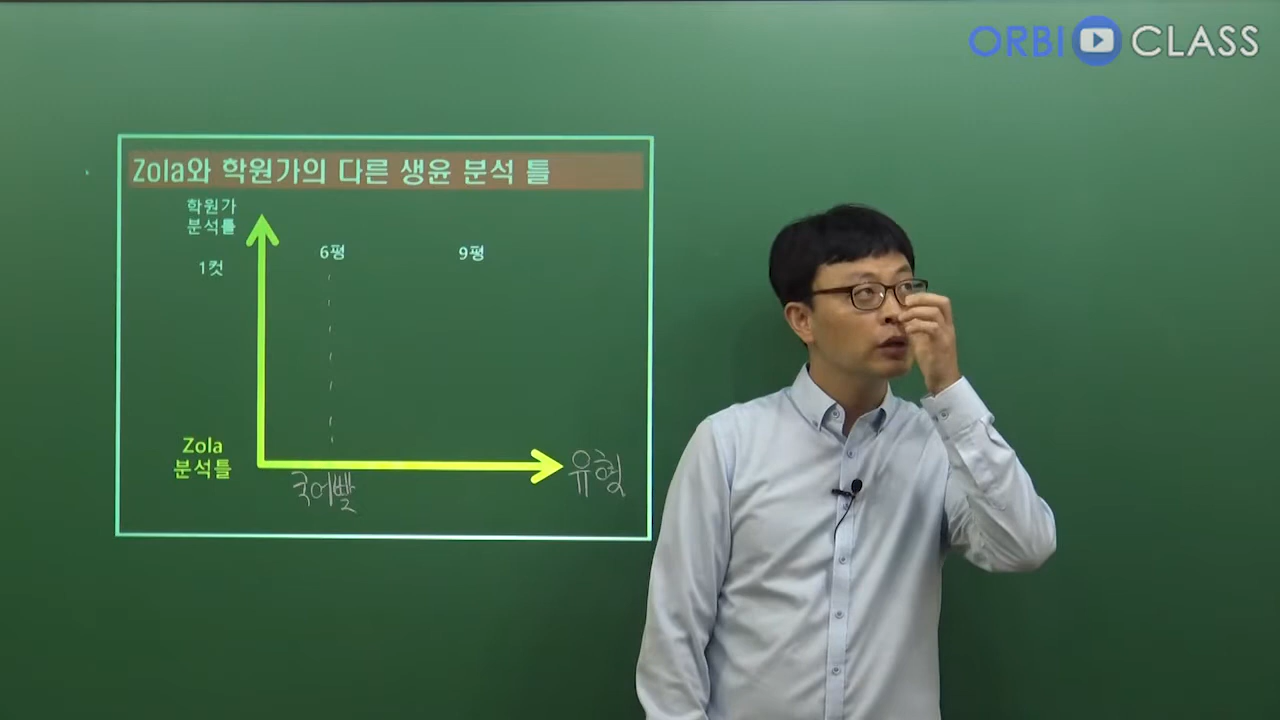 ORBI CLASS
Zola와 학원가의 다른 생윤 분석 틀
학원가
분석틀
6평
9평
1컷
Zola
분석틀
유형
국어빨